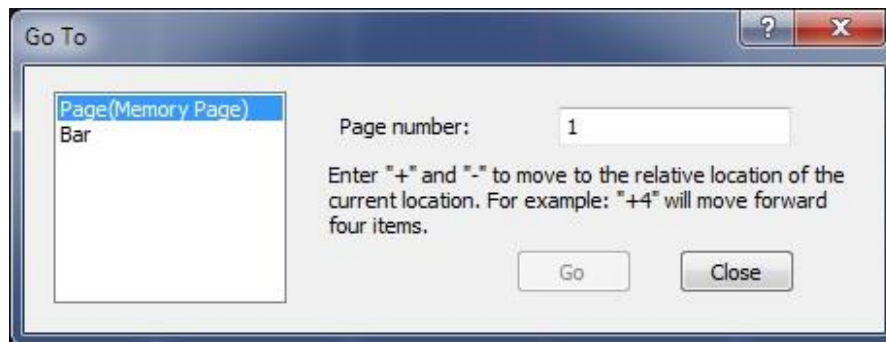 Go To
?
X
Page(Memory Page)
Bar
Page number:
1
Enter "+" and "-" to move to the relative location of the
current location. For example: "+4" will move forward
four items.
Go
Close